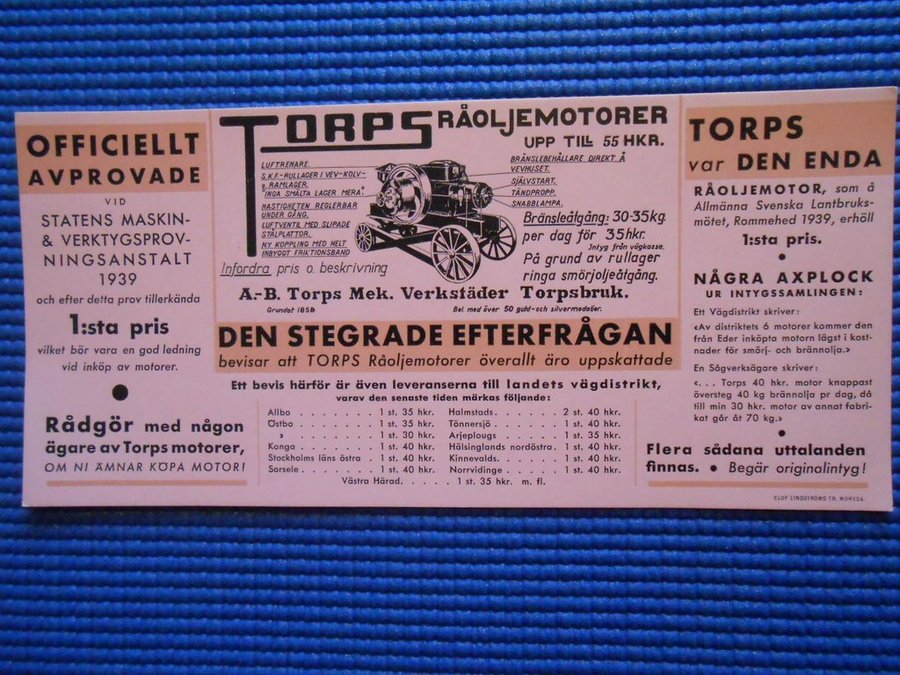 OFFICIELLT
AVPROVADE
VID
STATENS MASKIN-
& VERKTYGSPROV-
NINGSANSTALT
1939
och efter detta prov tillerkända
1:sta pris
vilket bör vara en god ledning
vid inköp av motorer.
Rådgör med någon
ägare av Torps motorer,
OM NI ÄMNAR KÖPA MOTOR!
TORPS RÅOLJEMOTORER
UPP TILL 55 HKR.
LUFTRENARE.
S.K.F.-RULLAGER I VEV-KOLV-
& RAMLAGER.
"INGA SMÄLTA LAGER MERA".
HASTIGHETEN REGLERBAR
UNDER GÅNG.
LUFTVENTIL MED SLIPADE
STÅLPLATTOR.
NY KOPPLING MED HELT
INBYGGT FRIKTIONSBAND
BRÄNSLEBEHÅLLARE DIREKT Å
VEVHUSET.
SJÄLVSTART.
TÄNDPROPP.
SNABBLAMPA.
Bränsleåtgång: 30-35kg.
per dag för 35hkr.
Intyg från vägkassa.
På grund av rullager
ringa smörjoljeåtgång.
Infordra pris o. beskrivning
A.-B. Torps Mek. Verkstäder Torpsbruk.
Grundat 1858
Bel. med över 50 guld- och silvermedaljer.
DEN STEGRADE EFTERFRÅGAN
bevisar att TORPS Råoljemotorer överallt äro uppskattade
Ett bevis härför är även leveranserna till landets vägdistrikt,
varav den senaste tiden märkas följande:
Allbo . . . . . . . 1 st. 35 hkr.
Östbo . . . . . . . 1 st. 35 hkr.
» . . . . . . . 1 st. 30 hkr.
Konga . . . . . . . 1 st. 40 hkr.
Stockholms läns östra . 1 st. 40 hkr.
Sorsele . . . . . . 1 st. 40 hkr.
Halmstads . . . . . . 2 st. 40 hkr.
Tönnersjö . . . . . . 1 st. 40 hkr.
Arjeplougs . . . . . 1 st. 35 hkr.
Hälsinglands nordöstra . 1 st. 40 hkr.
Kinnevalds . . . . . 1 st. 40 hkr.
Norrvidinge . . . . . 1 st. 40 hkr.
Västra Härad . . . . . 1 st. 35 hkr. m. fl.
TORPS
var DEN ENDA
RÅOLJEMOTOR, som å
Allmänna Svenska Lantbruks-
mötet, Rommehed 1939, erhöll
1:sta pris.
NÅGRA AXPLOCK
UR INTYGSSAMLINGEN:
Ett Vägdistrikt skriver:
«Av distriktets 6 motorer kommer den
från Eder inköpta motorn lägst i kost-
nader för smörj- och brännolja.»
En Sågverksägare skriver:
«. . . Torps 40 hkr. motor knappast
översteg 40 kg brännolja pr dag, då
till min 30 hkr. motor av annat fabri-
kat går åt 70 kg.»
Flera sådana uttalanden
finnas. • Begär originalintyg!
ELOF LINDSTRÖMS TR. MOHEDA